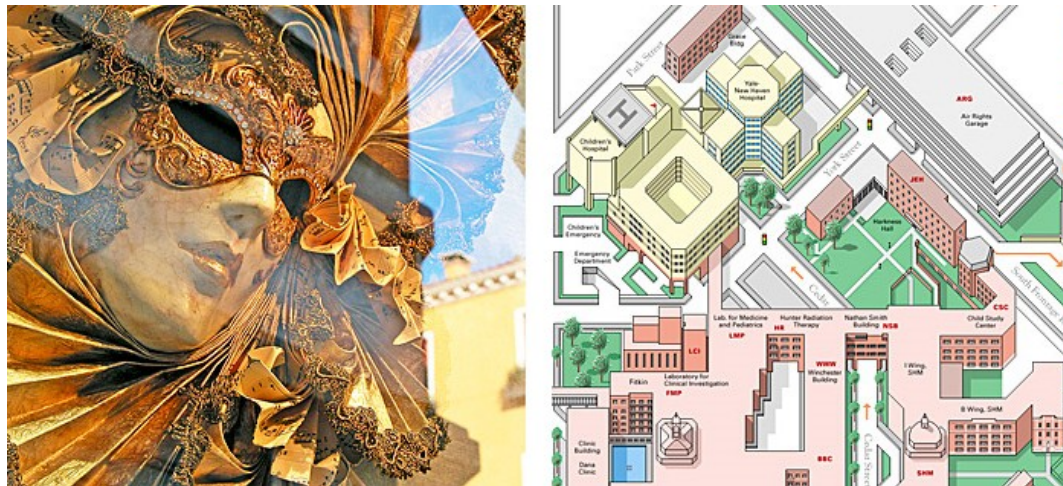 Park Street
Grace
Bldg
Yale-
New Haven
Hospital
ARG
Air Rights
Garage
Children's
Hospital
York Street
JEH
Harkness
Hall
Children's
Emergency
Emergency
Department
Cedar
South Frontage
CSC
Child Study
Center
Lab. for Medicine
and Pediatrics
LMP
Hunter Radiation
Therapy
HR
Nathan Smith
Building
NSB
LCI
Laboratory for
Clinical Investigation
WWW
Winchester
Building
I Wing,
SHM
Fitkin
FMP
B Wing, SHM
Clinic
Building
Dana
Clinic
BBC
Cedar Street
SHM
H